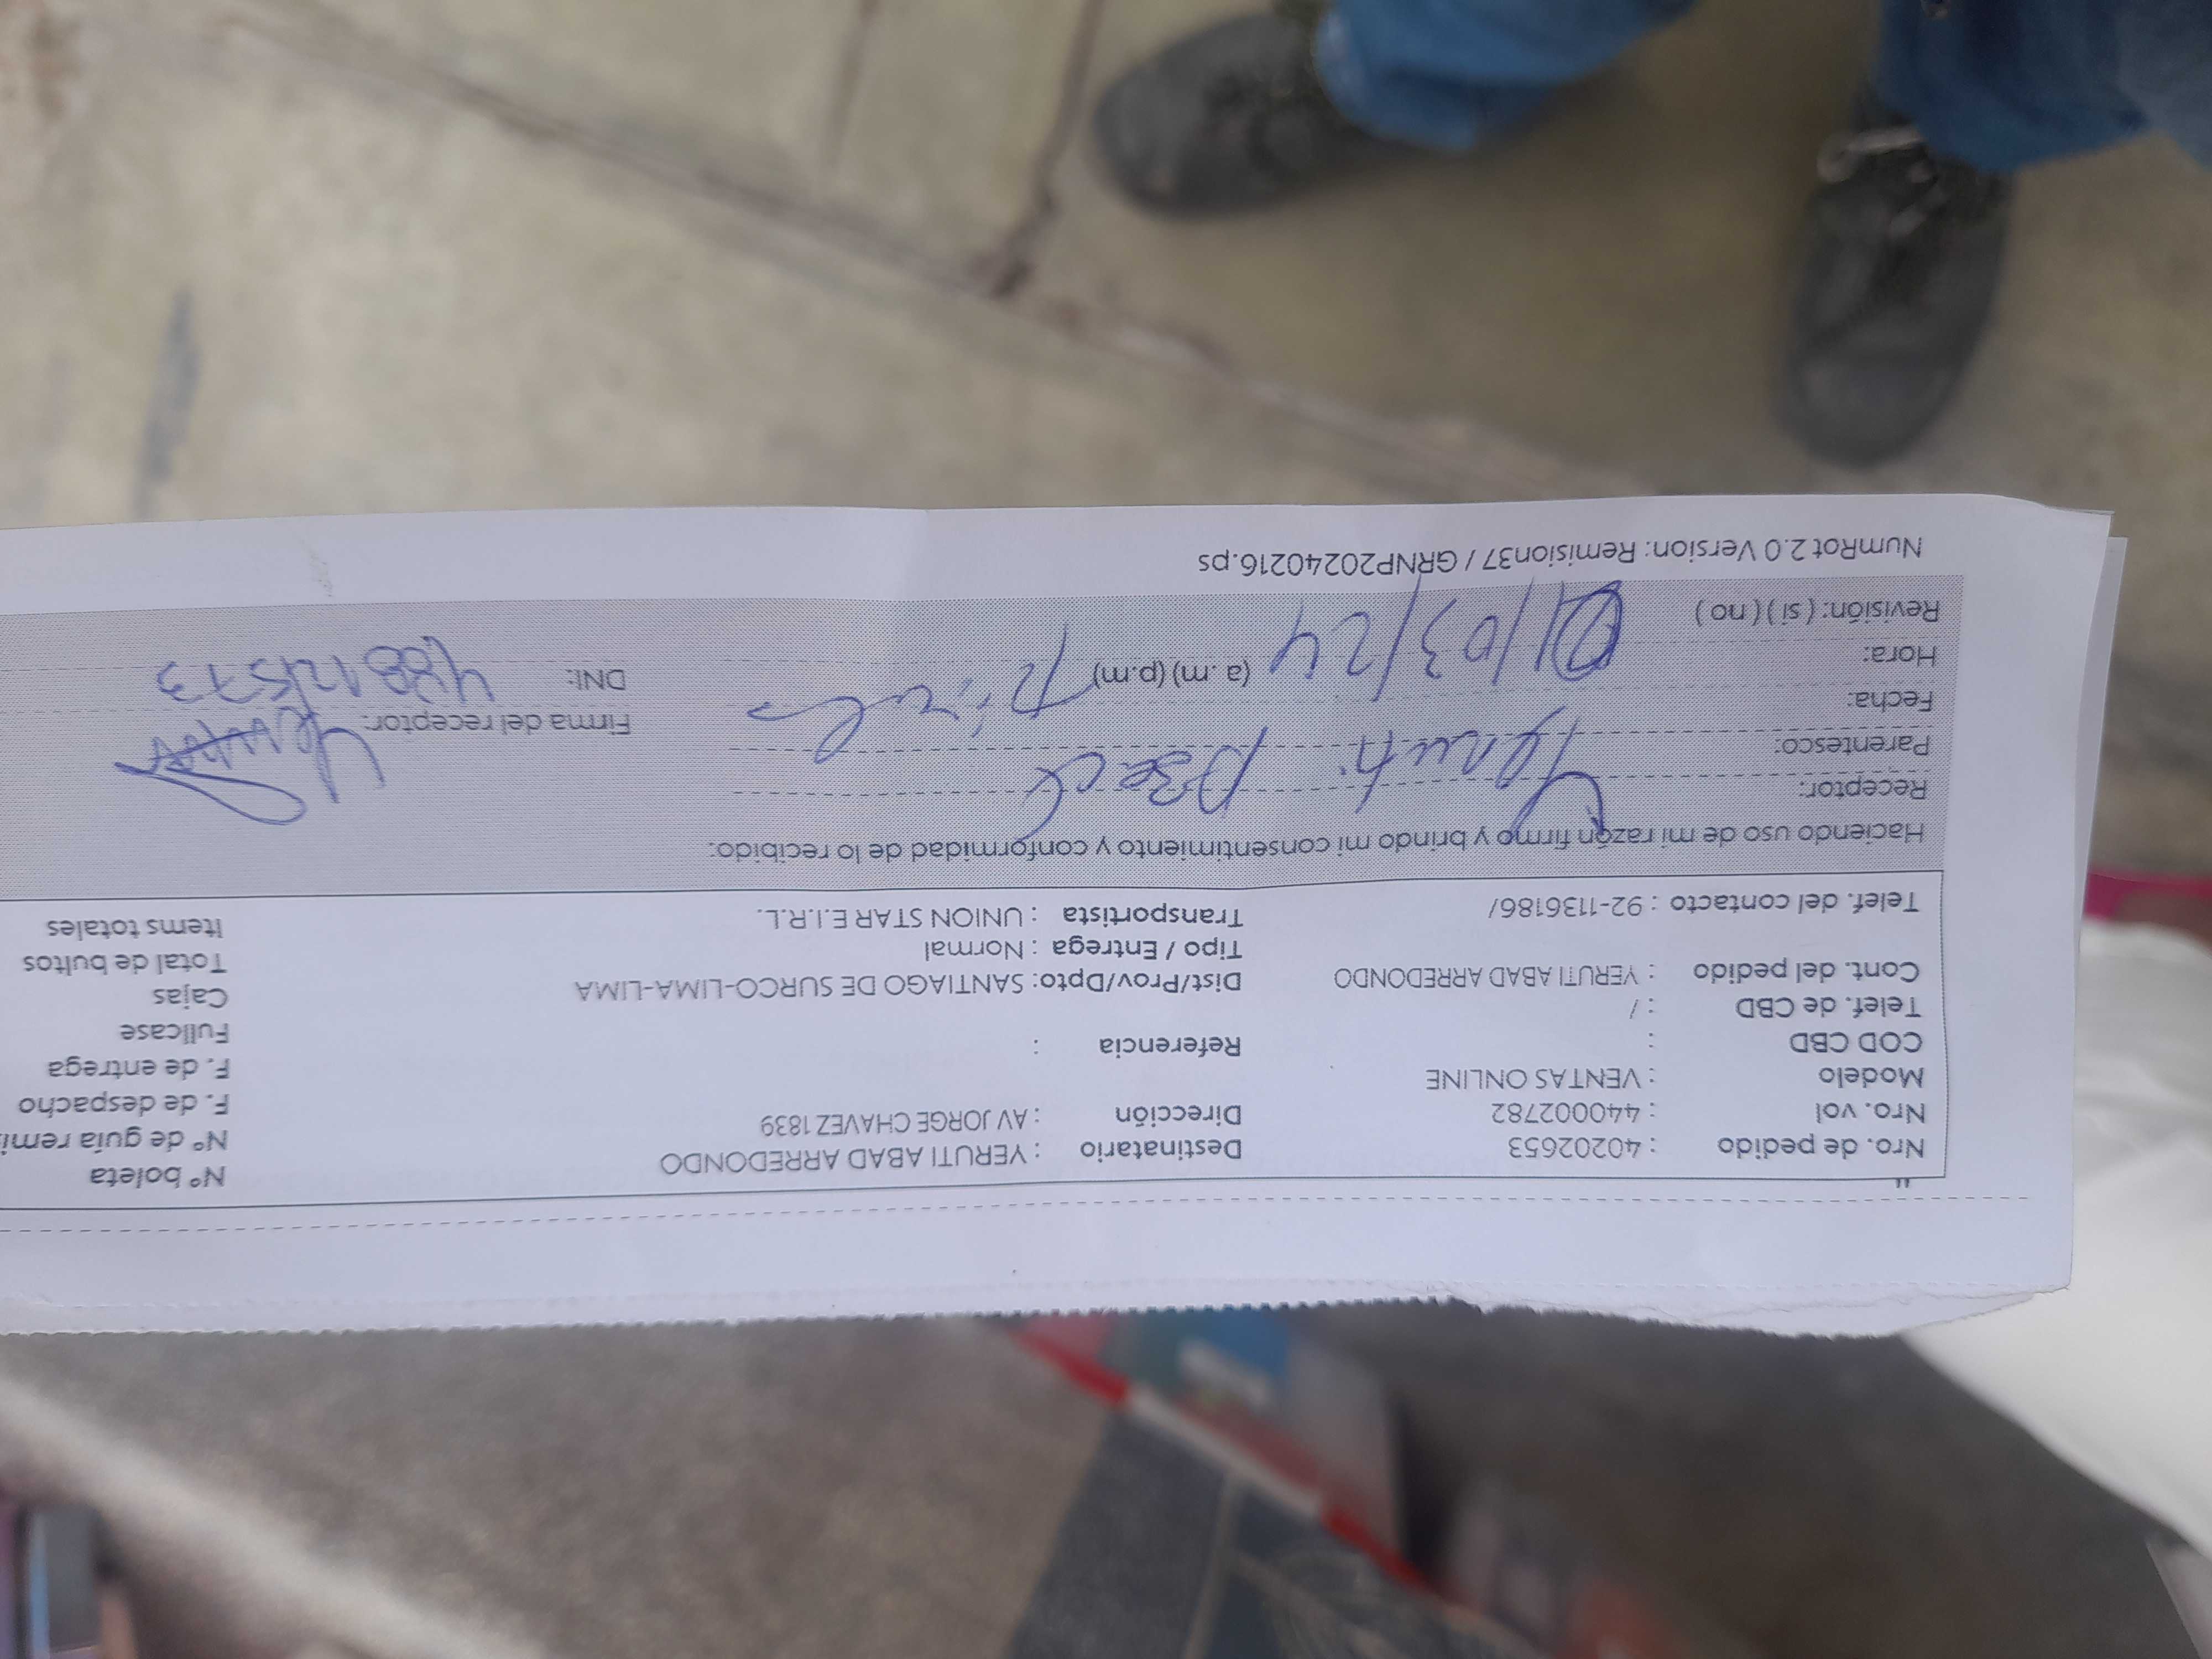 Nro. de pedido : 40202653 Destinatario : YERUTI ABAD ARREDONDO N° boleta
Nro. vol : 440002782 Dirección : AV JORGE CHAVEZ 1839 N° de guía remi
Modelo : VENTAS ONLINE F. de despacho
COD CBD : Referencia : F. de entrega
Telef. de CBD : / Fullcase
Cont. del pedido : YERUTI ABAD ARREDONDO Dist/Prov/Dpto: SANTIAGO DE SURCO-LIMA-LIMA Cajas
Tipo / Entrega : Normal Total de bultos
Telef. del contacto : 92-1136186/ Transportista : UNION STAR E.I.R.L. Items totales
Haciendo uso de mi razón firmo y brindo mi consentimiento y conformidad de lo recibido:
Receptor: Yeruti
Parentesco: Firma del receptor:
Fecha: DNI:
Hora: 01/03/24 (a. m) (p.m)
Revisión: ( si ) ( no )
NumRot 2.0 Version: Remision37 / GRNP20240216.ps